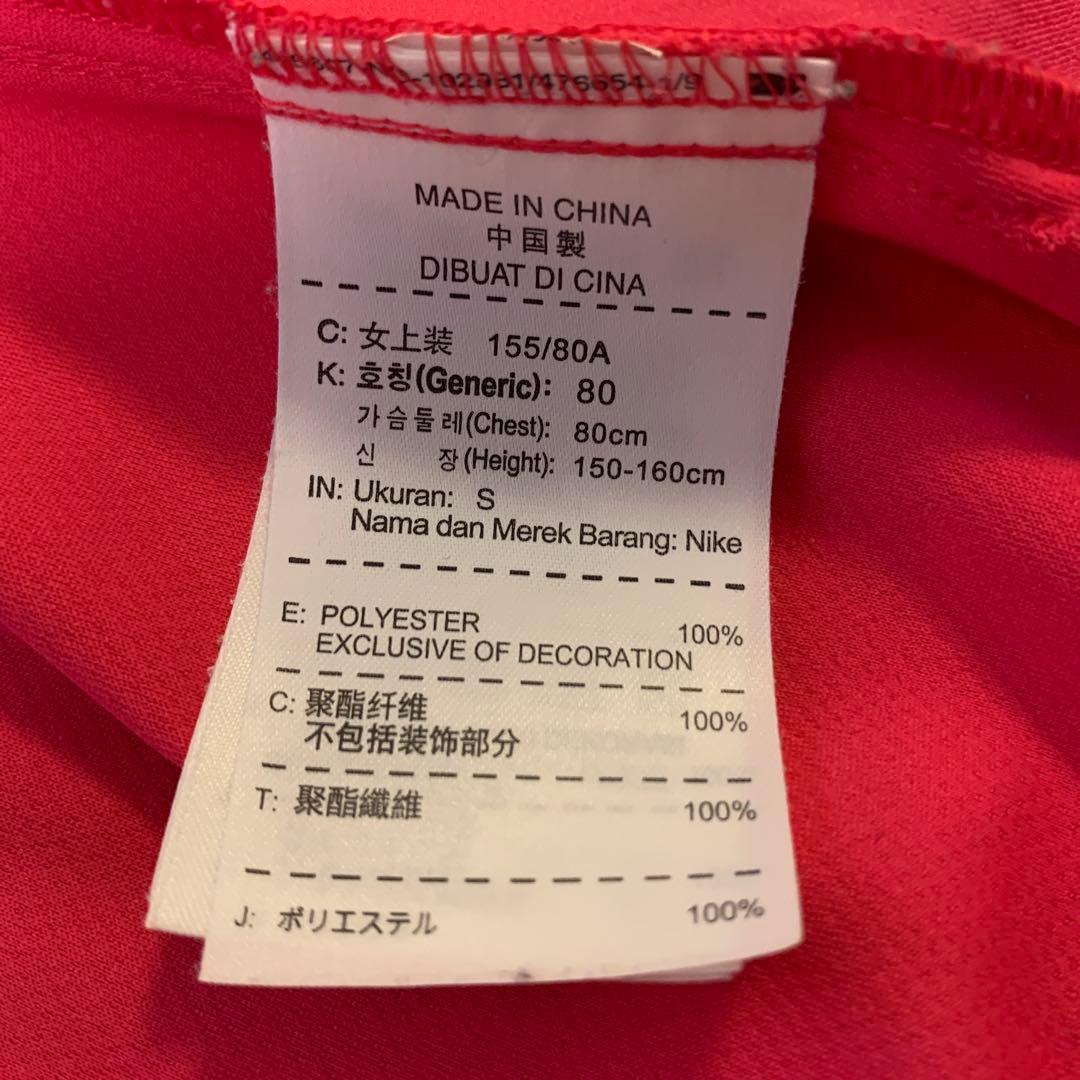 MADE IN CHINA
中国製
DIBUAT DI CINA
C: 女上装 155/80A
K: 호칭(Generic): 80
가슴둘레(Chest): 80cm
신 장(Height): 150-160cm
IN: Ukuran: S
Nama dan Merek Barang: Nike
E: POLYESTER 100%
EXCLUSIVE OF DECORATION
C: 聚酯纤维 100%
不包括装饰部分
T: 聚酯纖維 100%
J: ポリエステル 100%